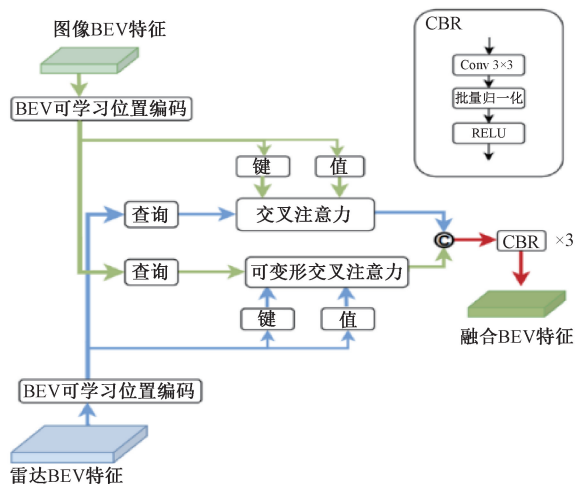 图像BEV特征
BEV可学习位置编码
CBR
Conv 3×3
批量归一化
RELU
键
值
查询
交叉注意力
C
CBR ×3
查询
可变形交叉注意力
键
值
融合BEV特征
BEV可学习位置编码
雷达BEV特征